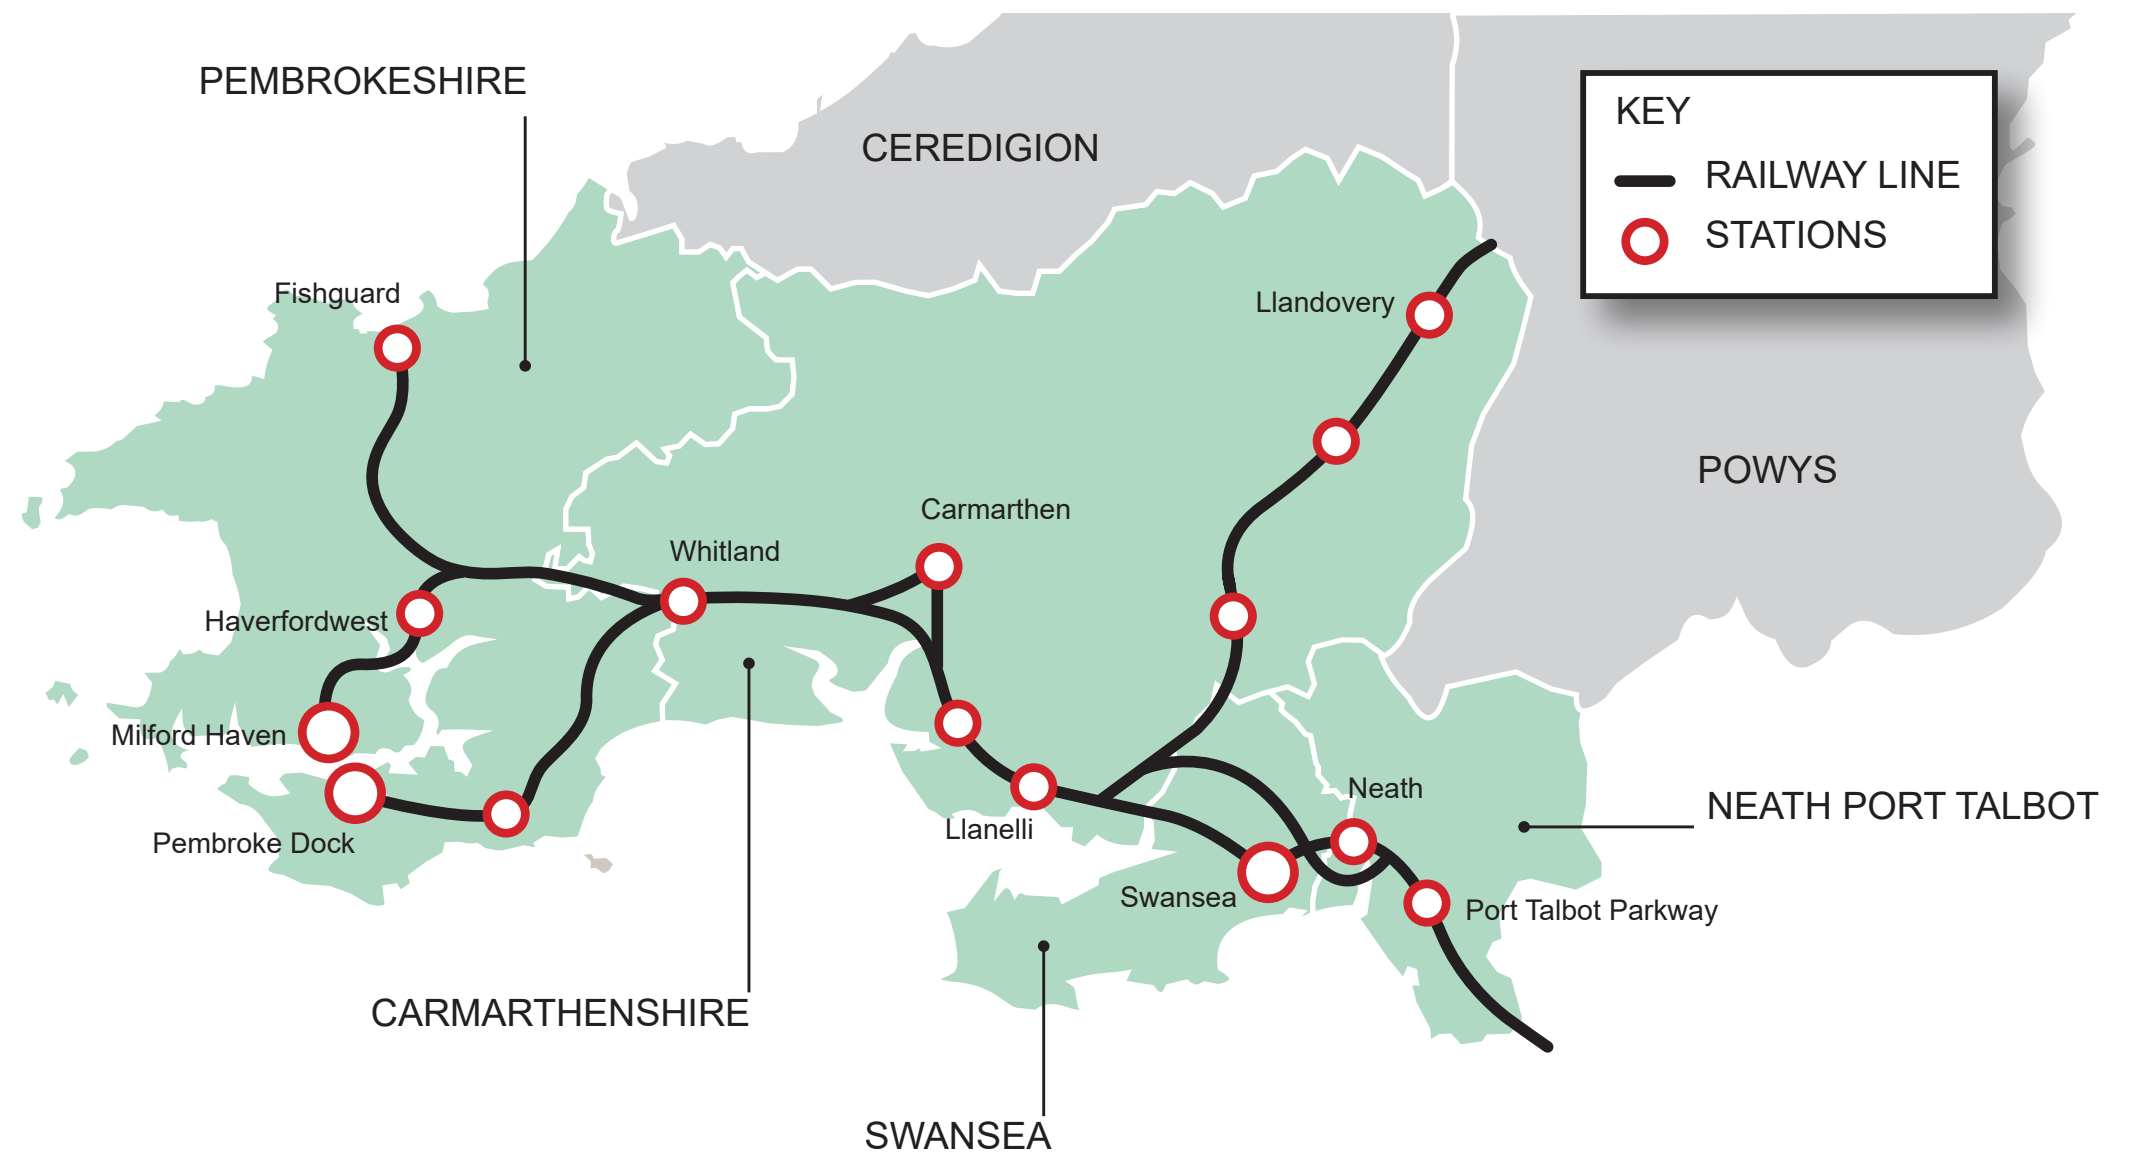 PEMBROKESHIRE
CEREDIGION
KEY
RAILWAY LINE
STATIONS
Fishguard
Llandovery
POWYS
Carmarthen
Whitland
Haverfordwest
Milford Haven
Neath
NEATH PORT TALBOT
Llanelli
Pembroke Dock
Swansea
Port Talbot Parkway
CARMARTHENSHIRE
SWANSEA